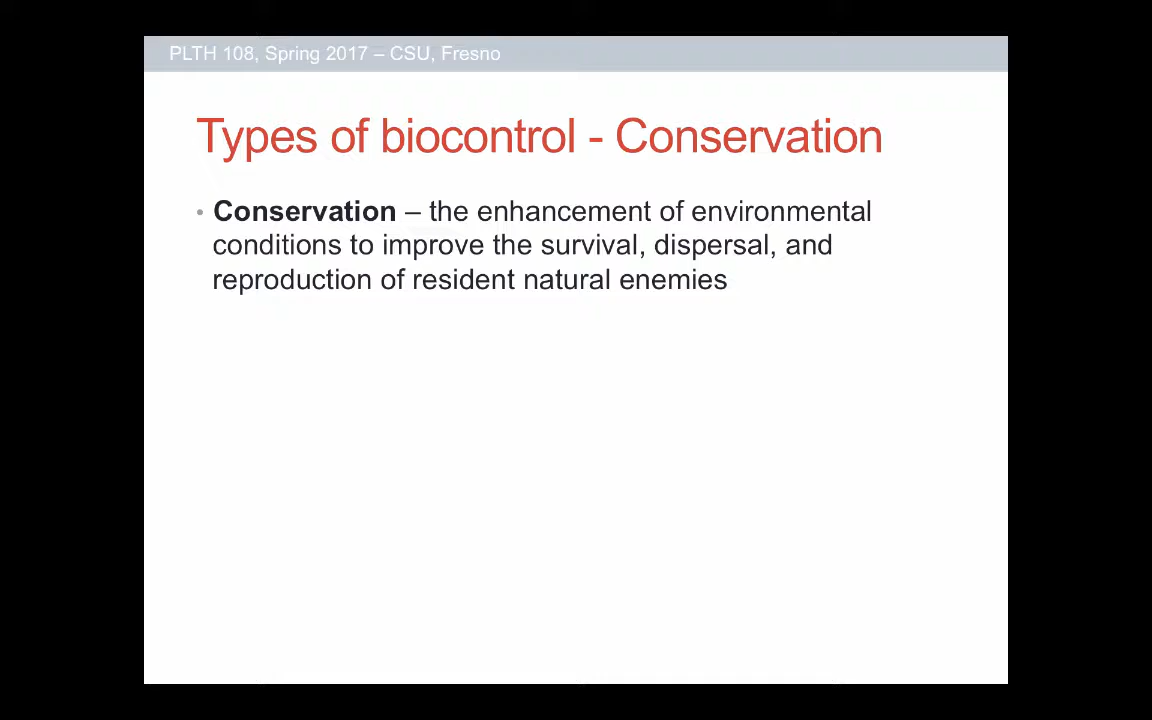 PLTH 108, Spring 2017 – CSU, Fresno
Types of biocontrol - Conservation
• Conservation – the enhancement of environmental
conditions to improve the survival, dispersal, and
reproduction of resident natural enemies